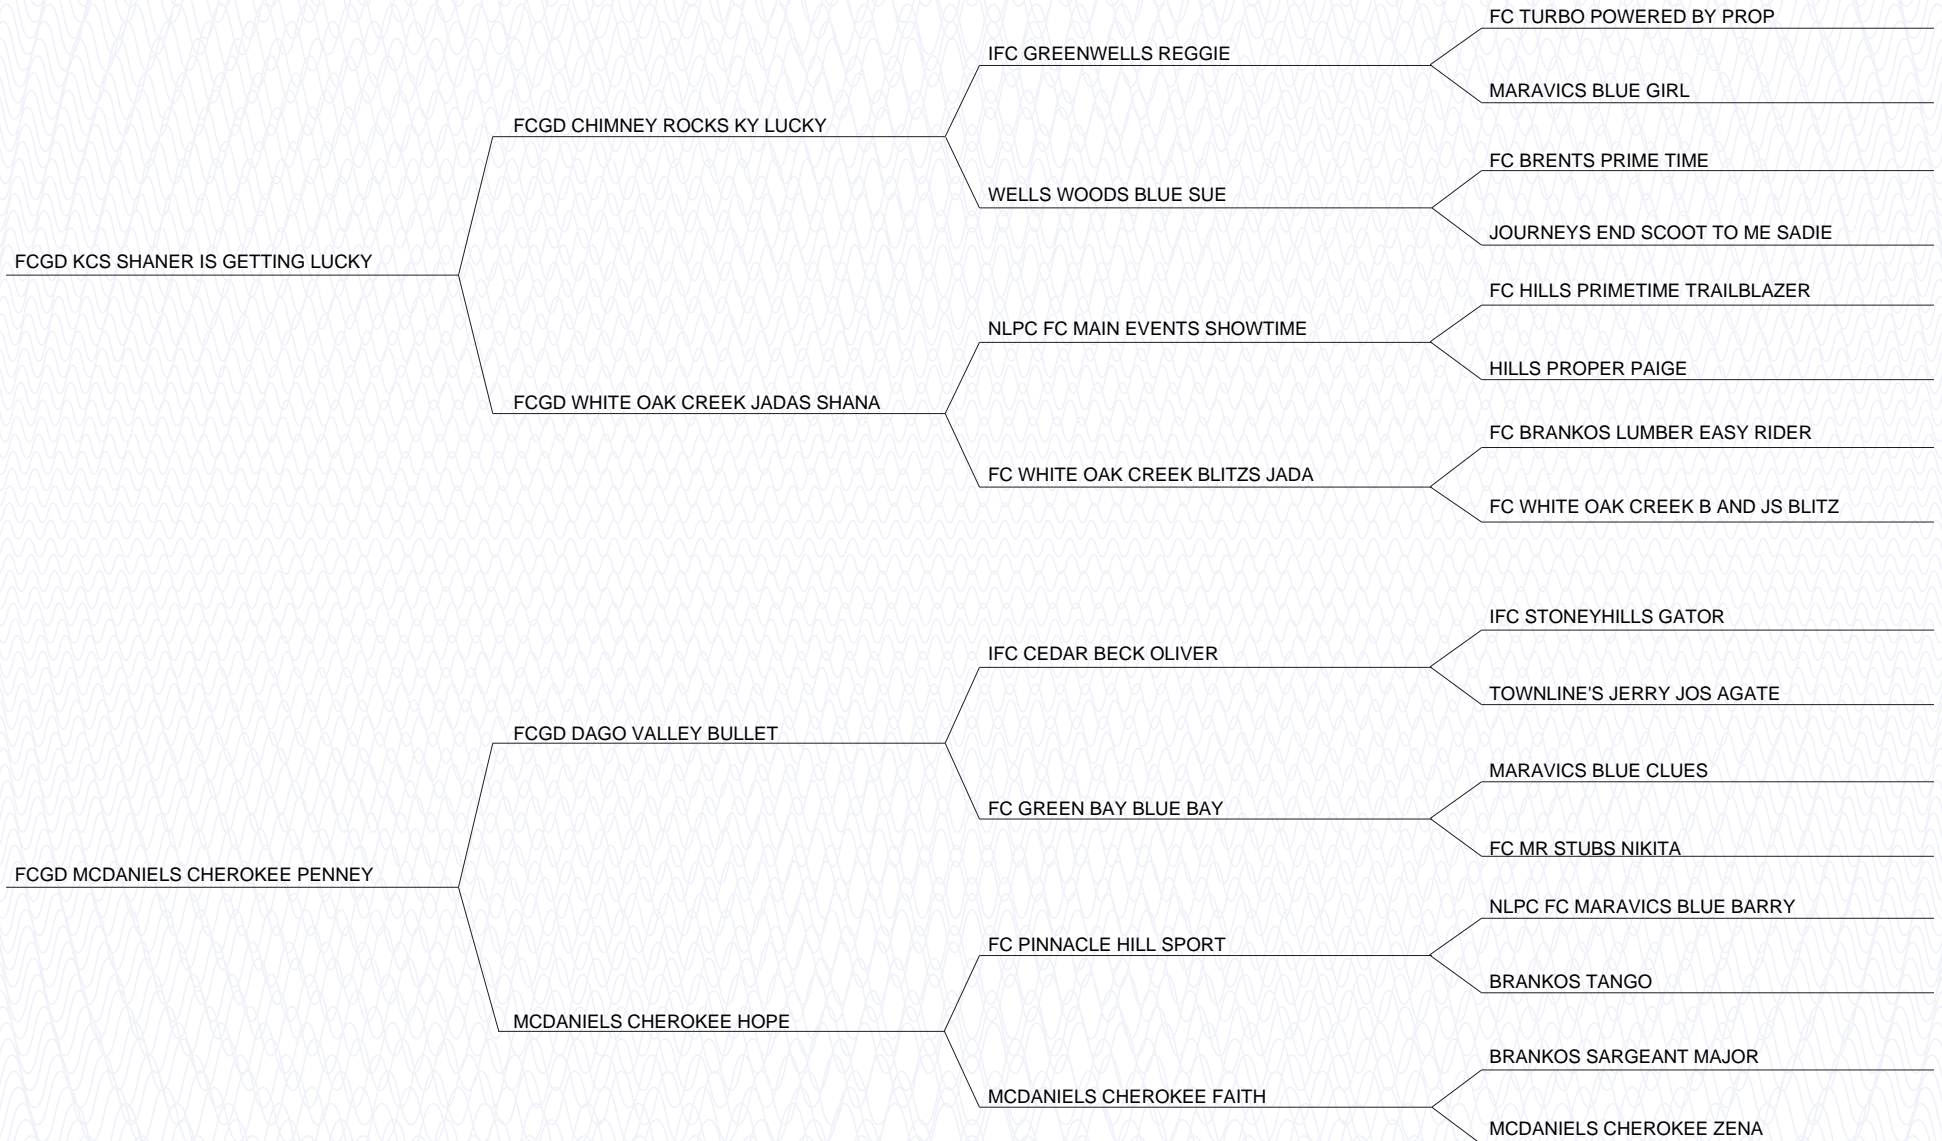 FC TURBO POWERED BY PROP
IFC GREENWELLS REGGIE
MARAVICS BLUE GIRL
FCGD CHIMNEY ROCKS KY LUCKY
FC BRENTS PRIME TIME
WELLS WOODS BLUE SUE
JOURNEYS END SCOOT TO ME SADIE
FCGD KCS SHANER IS GETTING LUCKY
FC HILLS PRIMETIME TRAILBLAZER
NLPC FC MAIN EVENTS SHOWTIME
HILLS PROPER PAIGE
FCGD WHITE OAK CREEK JADAS SHANA
FC BRANKOS LUMBER EASY RIDER
FC WHITE OAK CREEK BLITZS JADA
FC WHITE OAK CREEK B AND JS BLITZ
IFC STONEYHILLS GATOR
IFC CEDAR BECK OLIVER
TOWNLINE'S JERRY JOS AGATE
FCGD DAGO VALLEY BULLET
MARAVICS BLUE CLUES
FC GREEN BAY BLUE BAY
FC MR STUBS NIKITA
FCGD MCDANIELS CHEROKEE PENNEY
NLPC FC MARAVICS BLUE BARRY
FC PINNACLE HILL SPORT
BRANKOS TANGO
MCDANIELS CHEROKEE HOPE
BRANKOS SARGEANT MAJOR
MCDANIELS CHEROKEE FAITH
MCDANIELS CHEROKEE ZENA